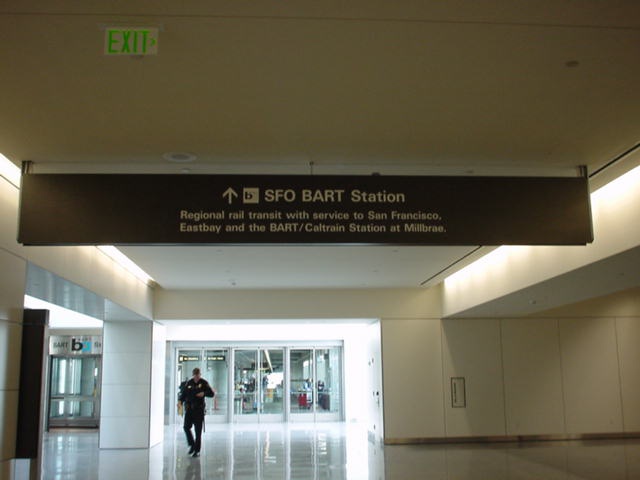 EXIT
SFO BART Station
Regional rail transit with service to San Francisco,
Eastbay and the BART/Caltrain Station at Millbrae.
BART